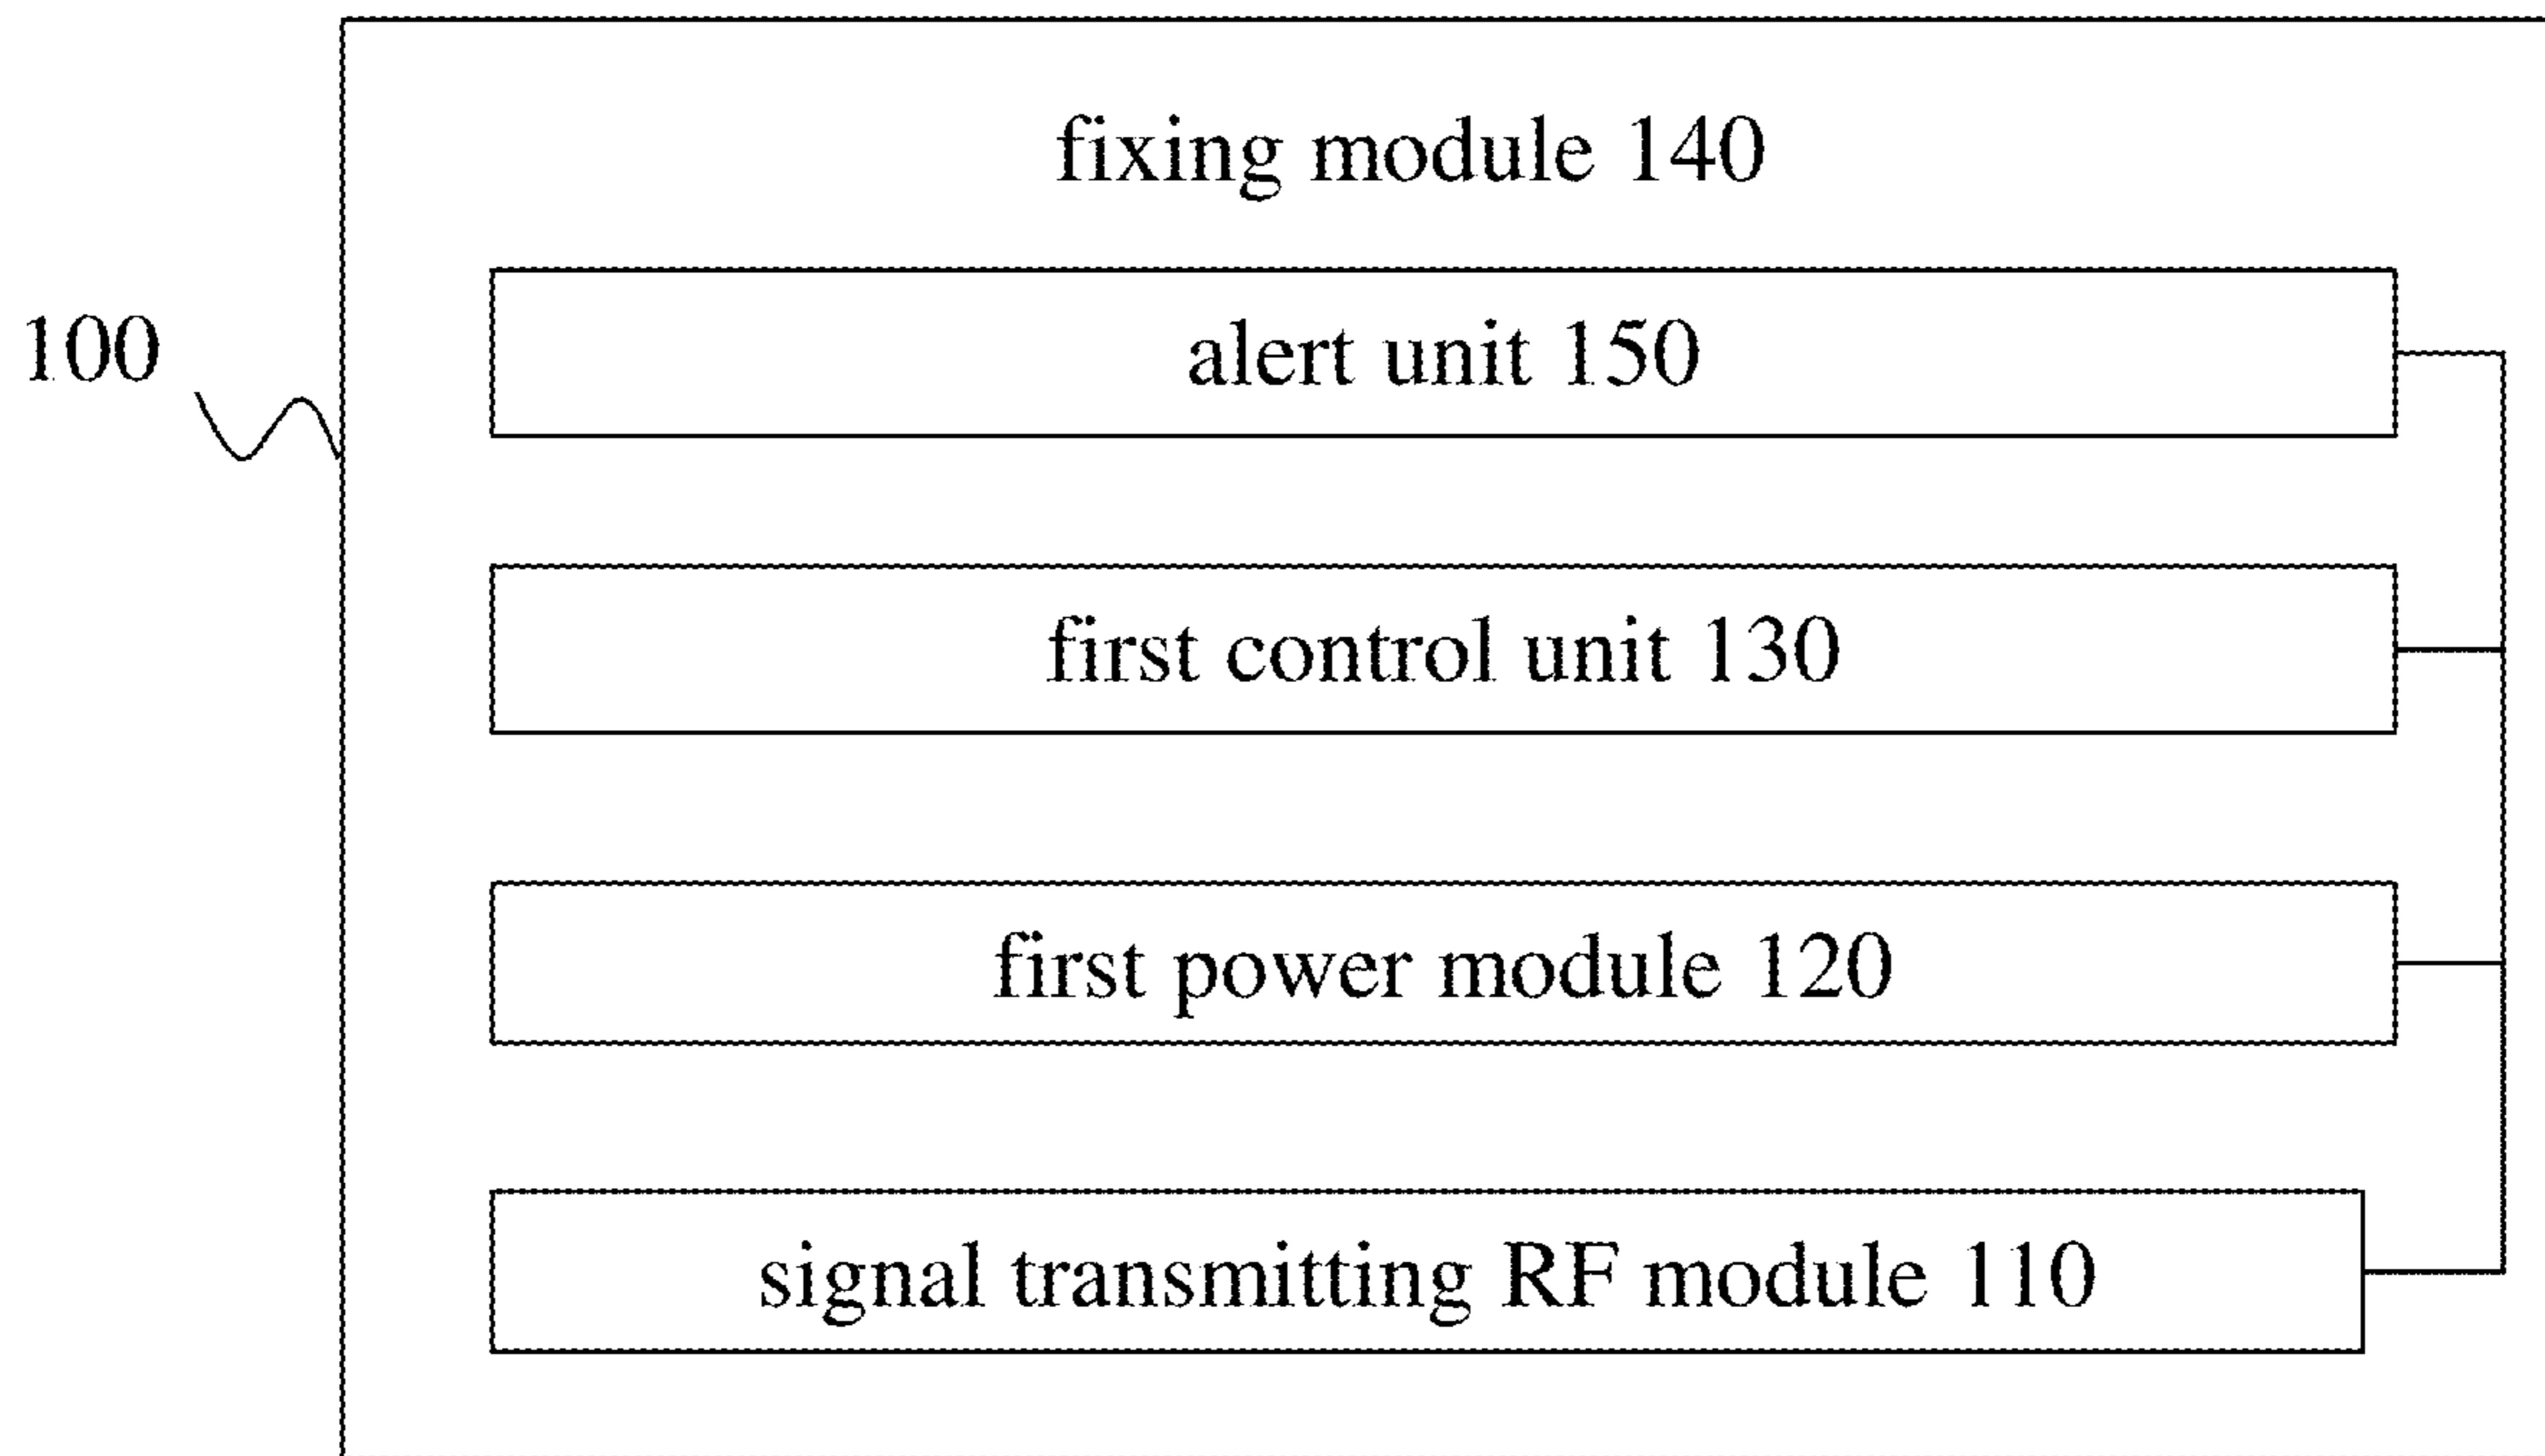 fixing module 140
100
alert unit 150
first control unit 130
first power module 120
signal transmitting RF module 110